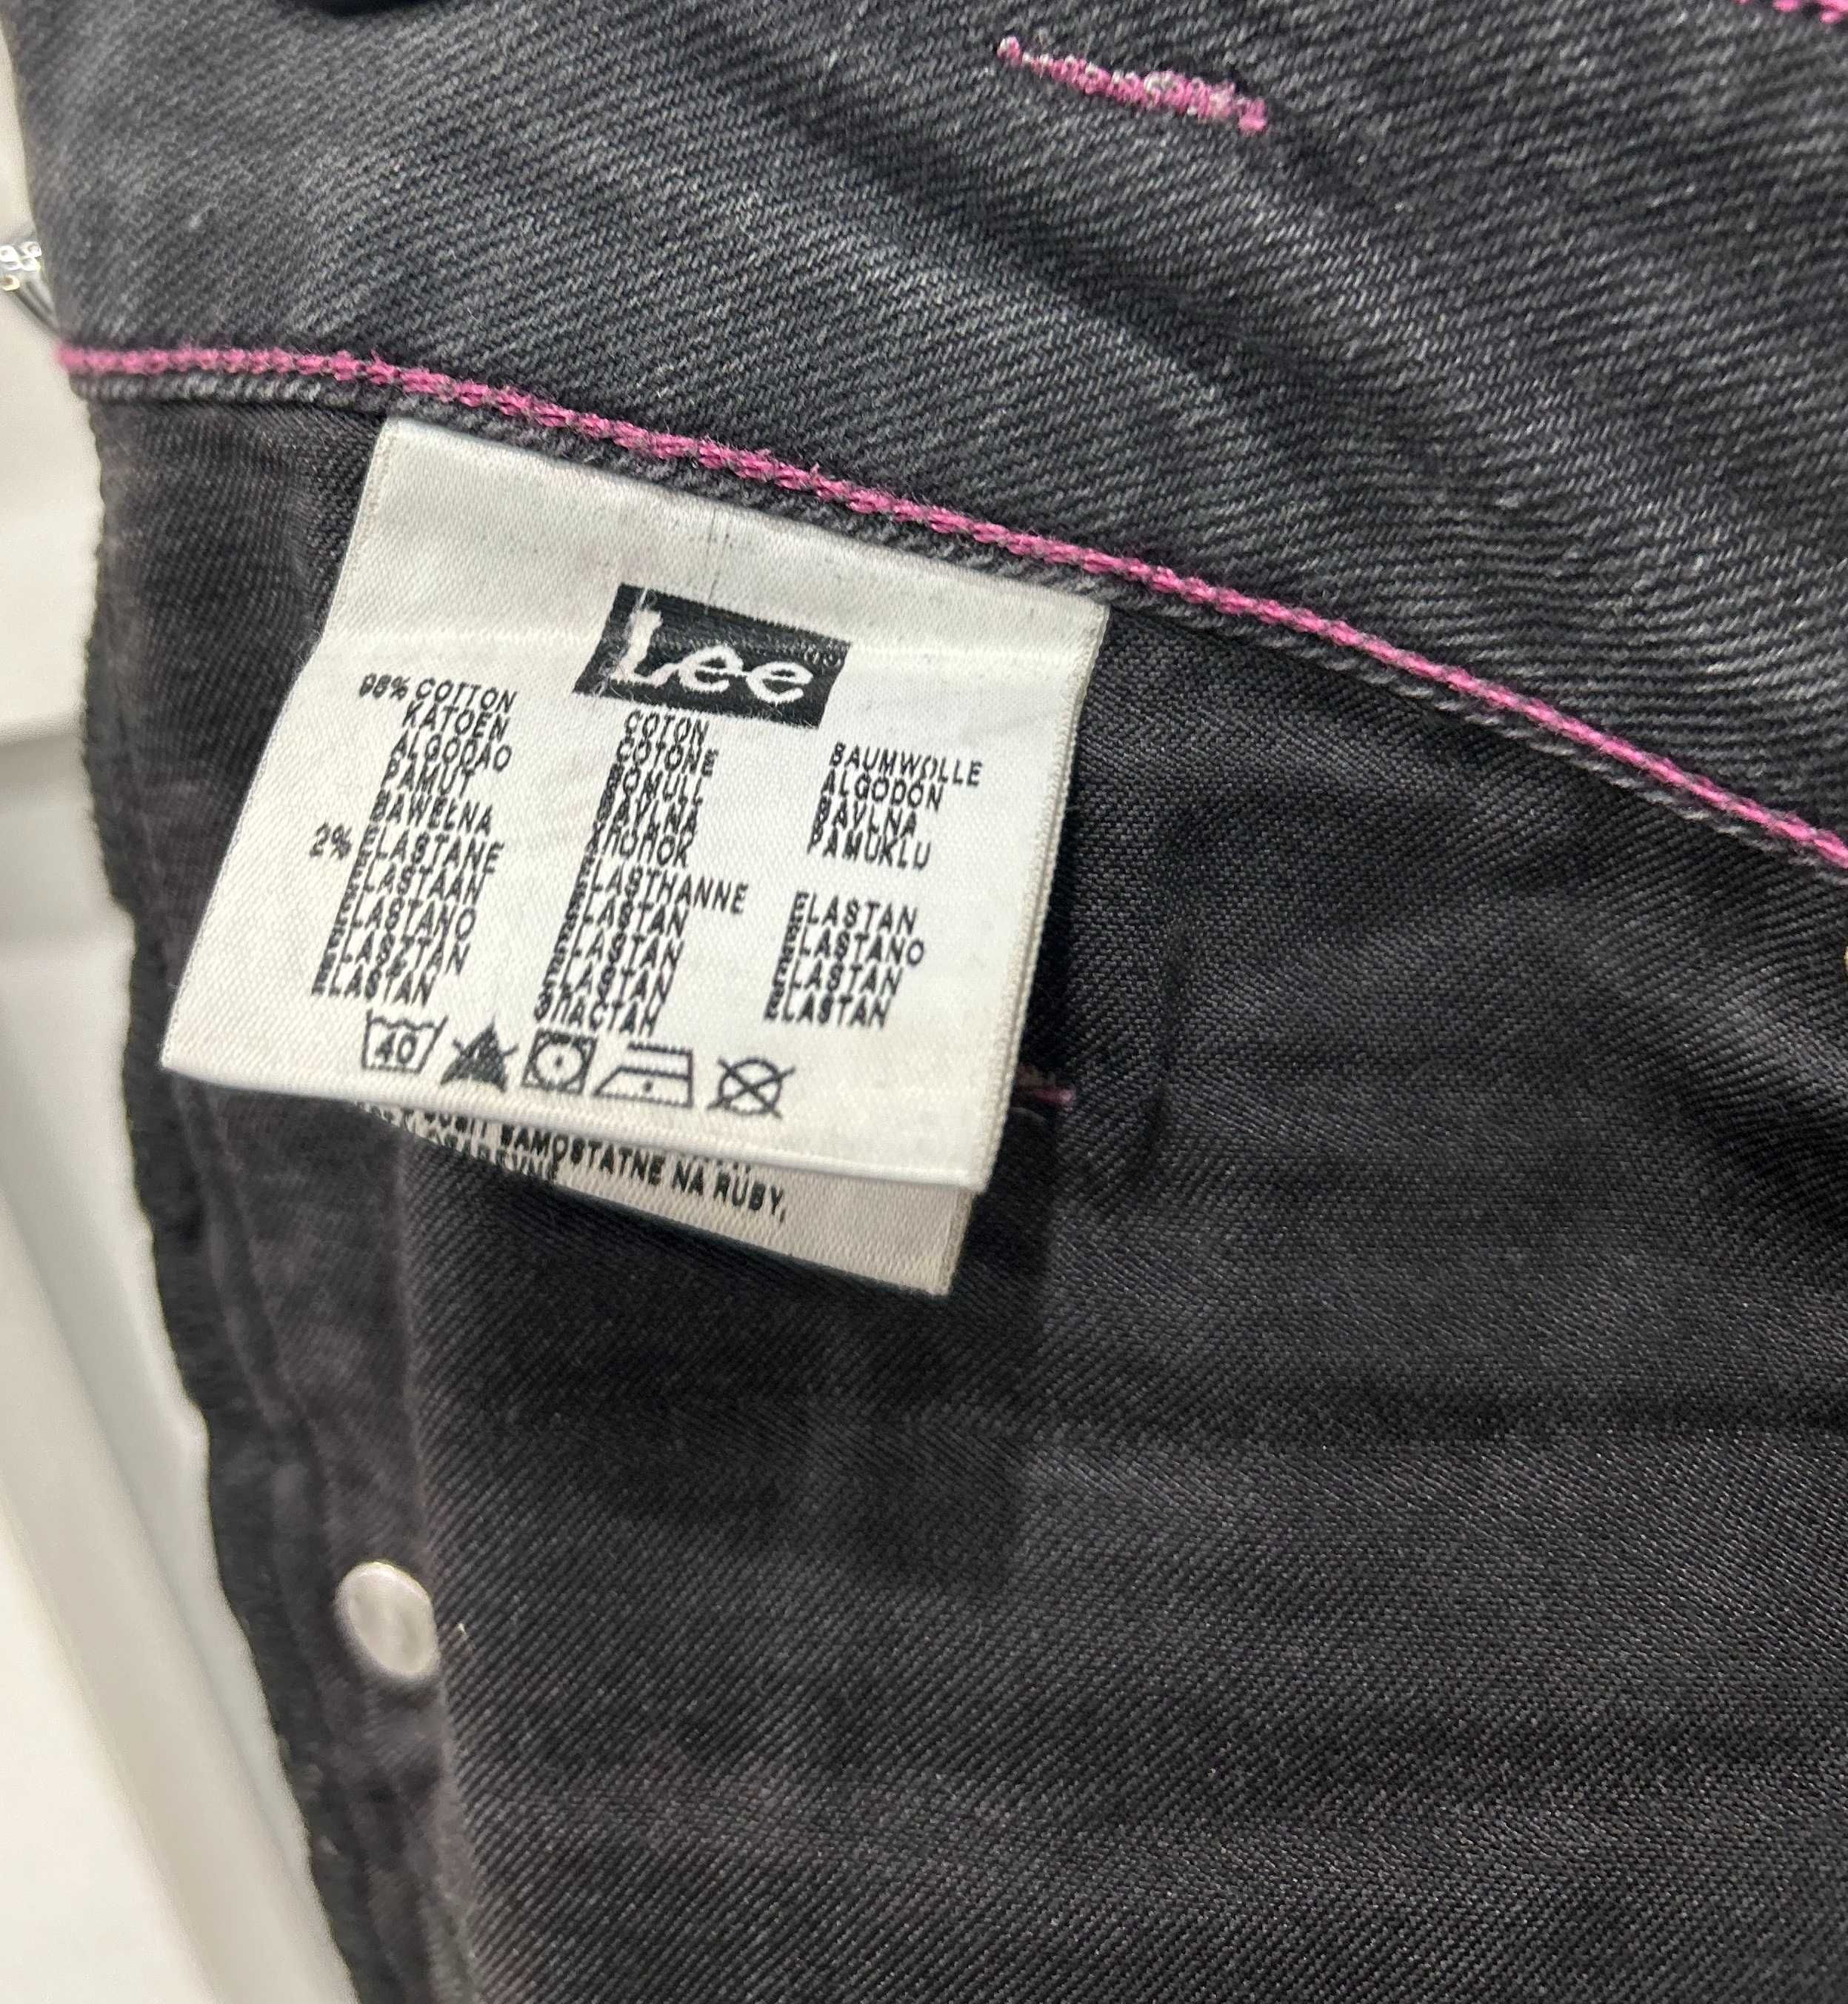 Lee
98% COTTON
KATOEN
ALGODAO
PAMUT
BAWEŁNA
2% ELASTANE
ELASTAAN
ELASTANO
ELASZTAN
ELASTAN
COTON
COTONE
BOMULL
BAVLNA
ХЛОПОК
ELASTHANNE
ELASTAN
ELASTAN
ELASTAN
ЭЛАСТАН
BAUMWOLLE
ALGODON
BAVLNA
PAMUKLU
ELASTAN
ELASTANO
ELASTAN
ELASTAN
40
SAMOSTATNE NA RUBY,